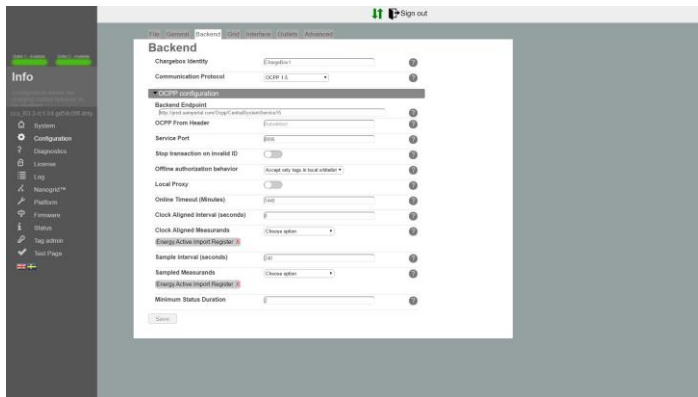 Sign out
File General Backend Grid Interface Outlets Advanced
Backend
Chargebox Identity
ChargeBox1
Communication Protocol
OCPP 1.5
OCPP configuration
Backend Endpoint
OCPP From Header
Service Port
Stop transaction on invalid ID
Offline authorization behavior
Accept only tags in local whitelist
Local Proxy
Online Timeout (Minutes)
Clock Aligned Interval (seconds)
Clock Aligned Measurands
Choose option
Energy Active Import Register X
Sample Interval (seconds)
Sampled Measurands
Choose option
Energy Active Import Register X
Minimum Status Duration
Save
Info
System
Configuration
Diagnostics
License
Log
Nanogrid™
Platform
Firmware
Status
Tag admin
Test Page